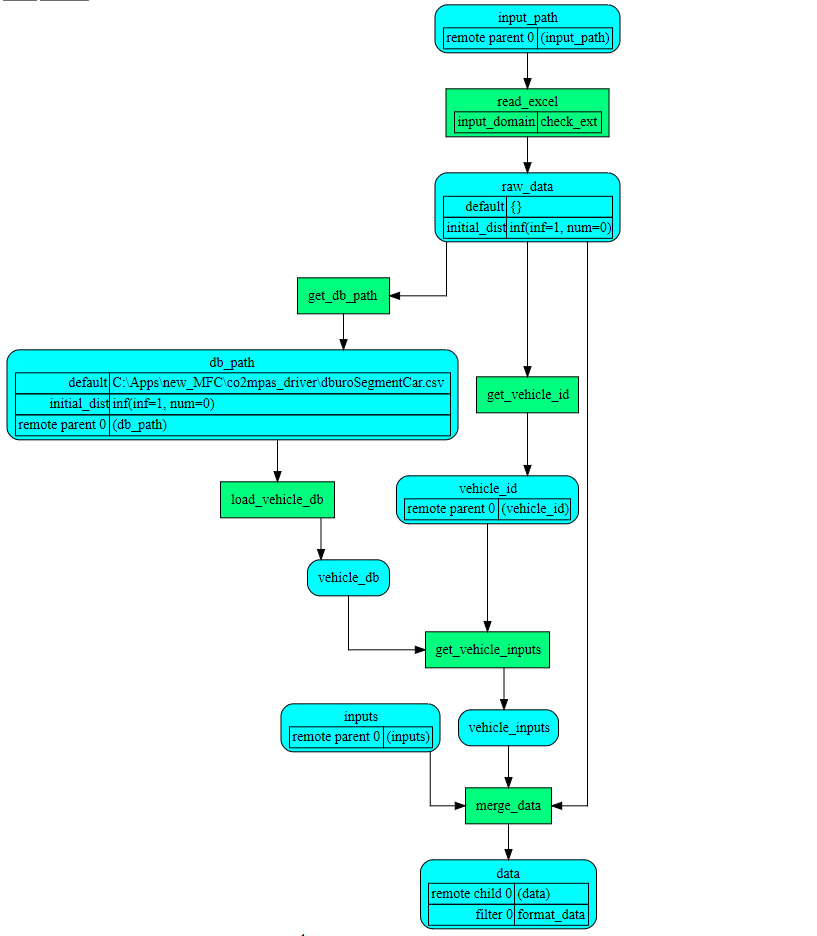 input_path
remote parent 0 (input_path)
read_excel
input_domain check_ext
raw_data
default {}
initial_dist inf(inf=1, num=0)
get_db_path
db_path
default C:\Apps\new_MFC\co2mpas_driver\dburoSegmentCar.csv
initial_dist inf(inf=1, num=0)
remote parent 0 (db_path)
get_vehicle_id
load_vehicle_db
vehicle_id
remote parent 0 (vehicle_id)
vehicle_db
get_vehicle_inputs
inputs
remote parent 0 (inputs)
vehicle_inputs
merge_data
data
remote child 0 (data)
filter 0 format_data